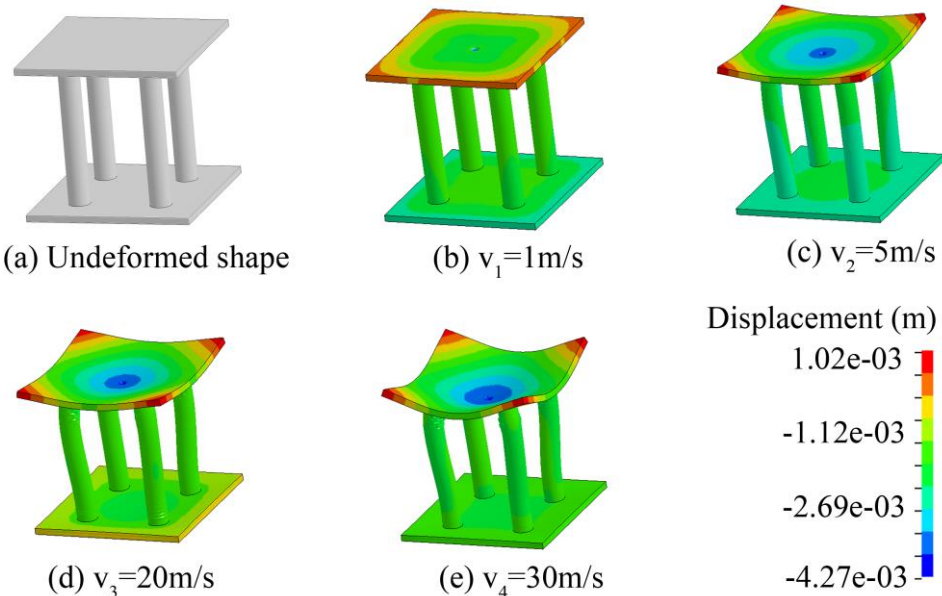 (a) Undeformed shape
(b) v₁=1m/s
(c) v₂=5m/s
Displacement (m)
1.02e-03
-1.12e-03
-2.69e-03
-4.27e-03
(d) v₃=20m/s
(e) v₄=30m/s